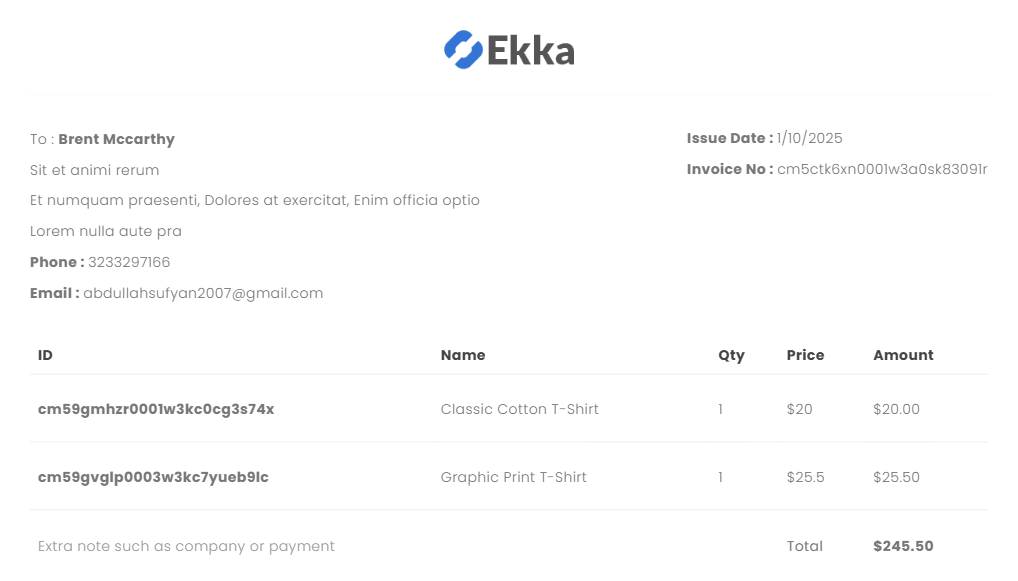 Ekka
To : Brent Mccarthy
Issue Date : 1/10/2025
Sit et animi rerum
Invoice No : cm5ctk6xn0001w3a0sk83091r
Et numquam praesenti, Dolores at exercitat, Enim officia optio
Lorem nulla aute pra
Phone : 3233297166
Email : abdullahsufyan2007@gmail.com
ID Name Qty Price Amount
cm59gmhzr0001w3kc0cg3s74x Classic Cotton T-Shirt 1 $20 $20.00
cm59gvglp0003w3kc7yueb9lc Graphic Print T-Shirt 1 $25.5 $25.50
Extra note such as company or payment Total $245.50